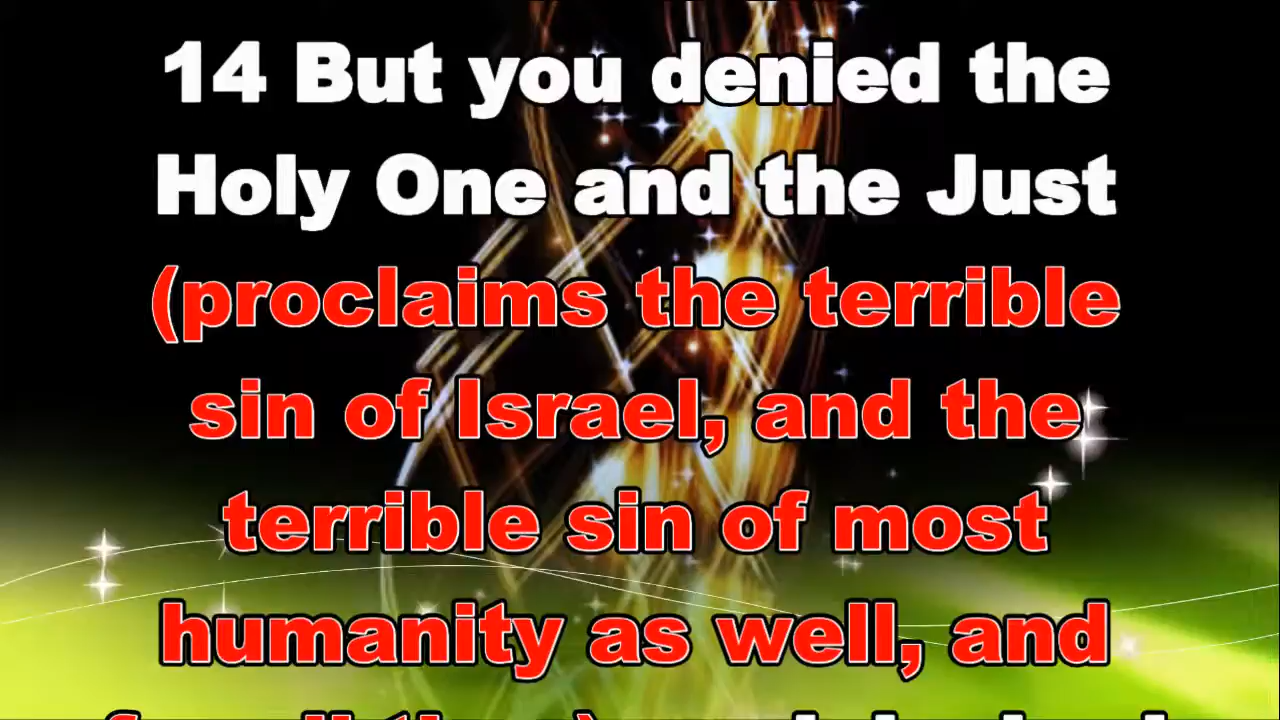 14 But you denied the
Holy One and the Just
(proclaims the terrible
sin of Israel, and the
terrible sin of most
humanity as well, and